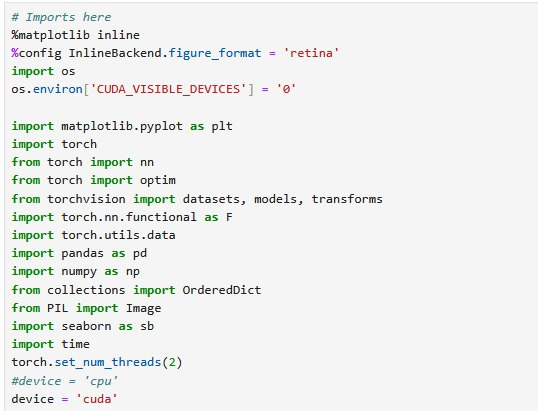 # Imports here
%matplotlib inline
%config InlineBackend.figure_format = 'retina'
import os
os.environ['CUDA_VISIBLE_DEVICES'] = '0'
import matplotlib.pyplot as plt
import torch
from torch import nn
from torch import optim
from torchvision import datasets, models, transforms
import torch.nn.functional as F
import torch.utils.data
import pandas as pd
import numpy as np
from collections import OrderedDict
from PIL import Image
import seaborn as sb
import time
torch.set_num_threads(2)
#device = 'cpu'
device = 'cuda'